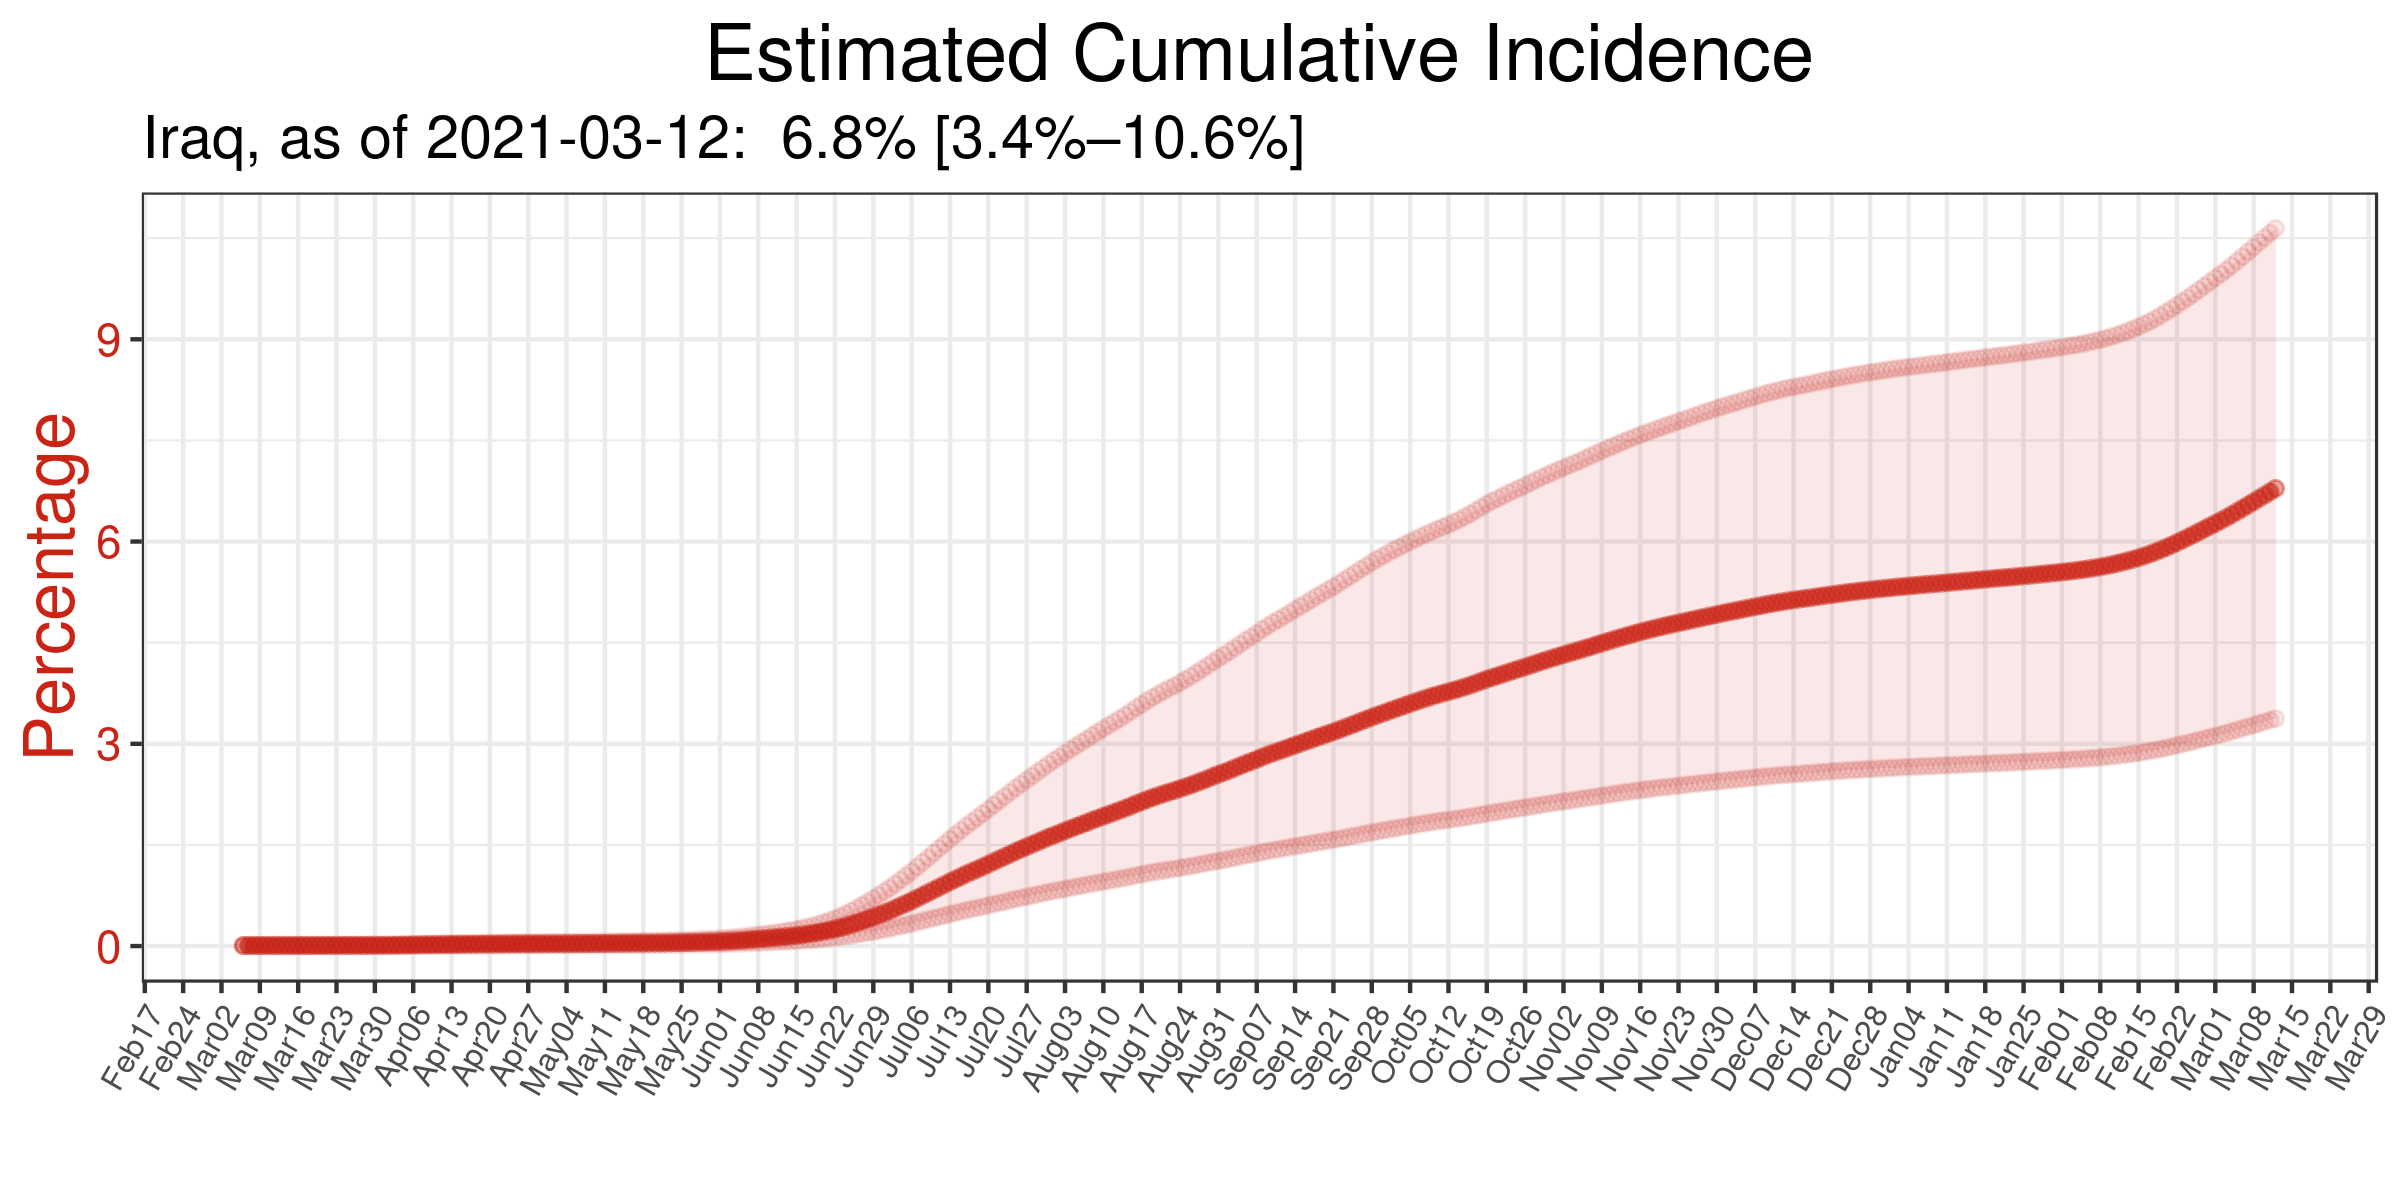 Estimated Cumulative Incidence
Iraq, as of 2021-03-12:  6.8% [3.4%–10.6%]
Percentage
9
6
3
0
Feb17
Feb24
Mar02
Mar09
Mar16
Mar23
Mar30
Apr06
Apr13
Apr20
Apr27
May04
May11
May18
May25
Jun01
Jun08
Jun15
Jun22
Jun29
Jul06
Jul13
Jul20
Jul27
Aug03
Aug10
Aug17
Aug24
Aug31
Sep07
Sep14
Sep21
Sep28
Oct05
Oct12
Oct19
Oct26
Nov02
Nov09
Nov16
Nov23
Nov30
Dec07
Dec14
Dec21
Dec28
Jan04
Jan11
Jan18
Jan25
Feb01
Feb08
Feb15
Feb22
Mar01
Mar08
Mar15
Mar22
Mar29